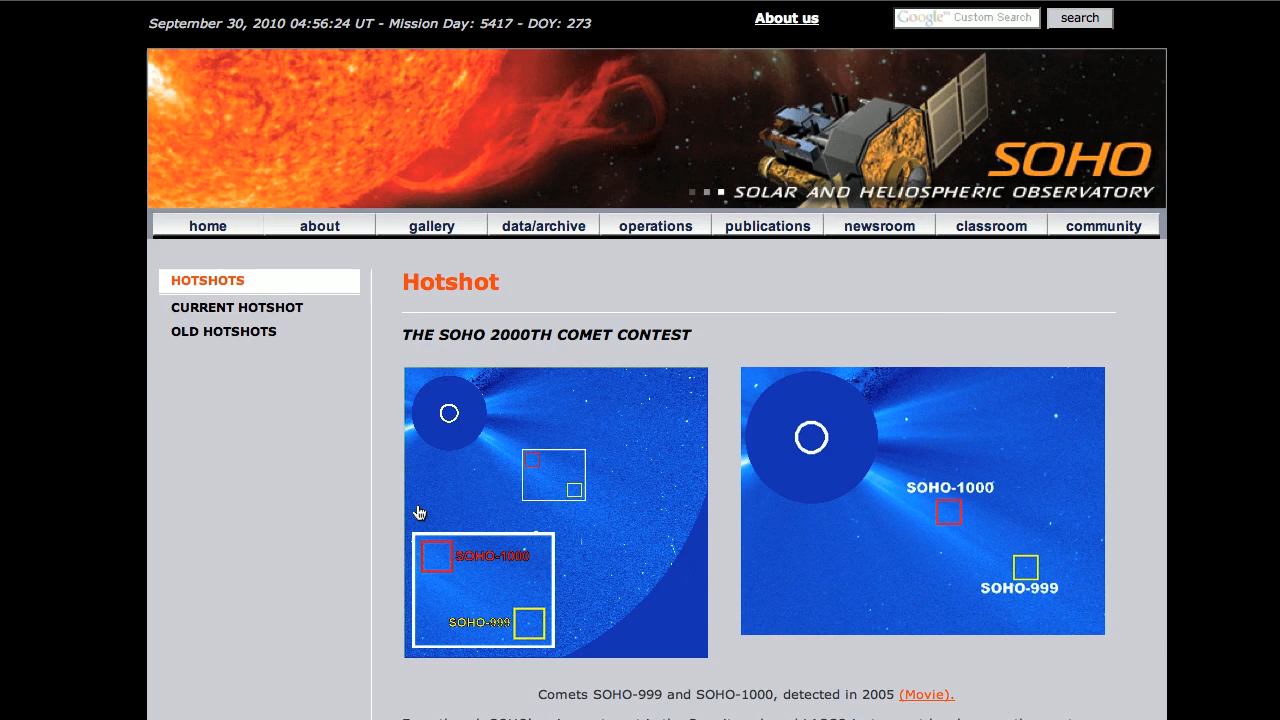 September 30, 2010 04:56:24 UT - Mission Day: 5417 - DOY: 273
About us
Google™ Custom Search
search
SOHO
SOLAR AND HELIOSPHERIC OBSERVATORY
home about gallery data/archive operations publications newsroom classroom community
HOTSHOTS
CURRENT HOTSHOT
OLD HOTSHOTS
Hotshot
THE SOHO 2000TH COMET CONTEST
SOHO-1000
SOHO-999
SOHO-1000
SOHO-999
Comets SOHO-999 and SOHO-1000, detected in 2005 (Movie).